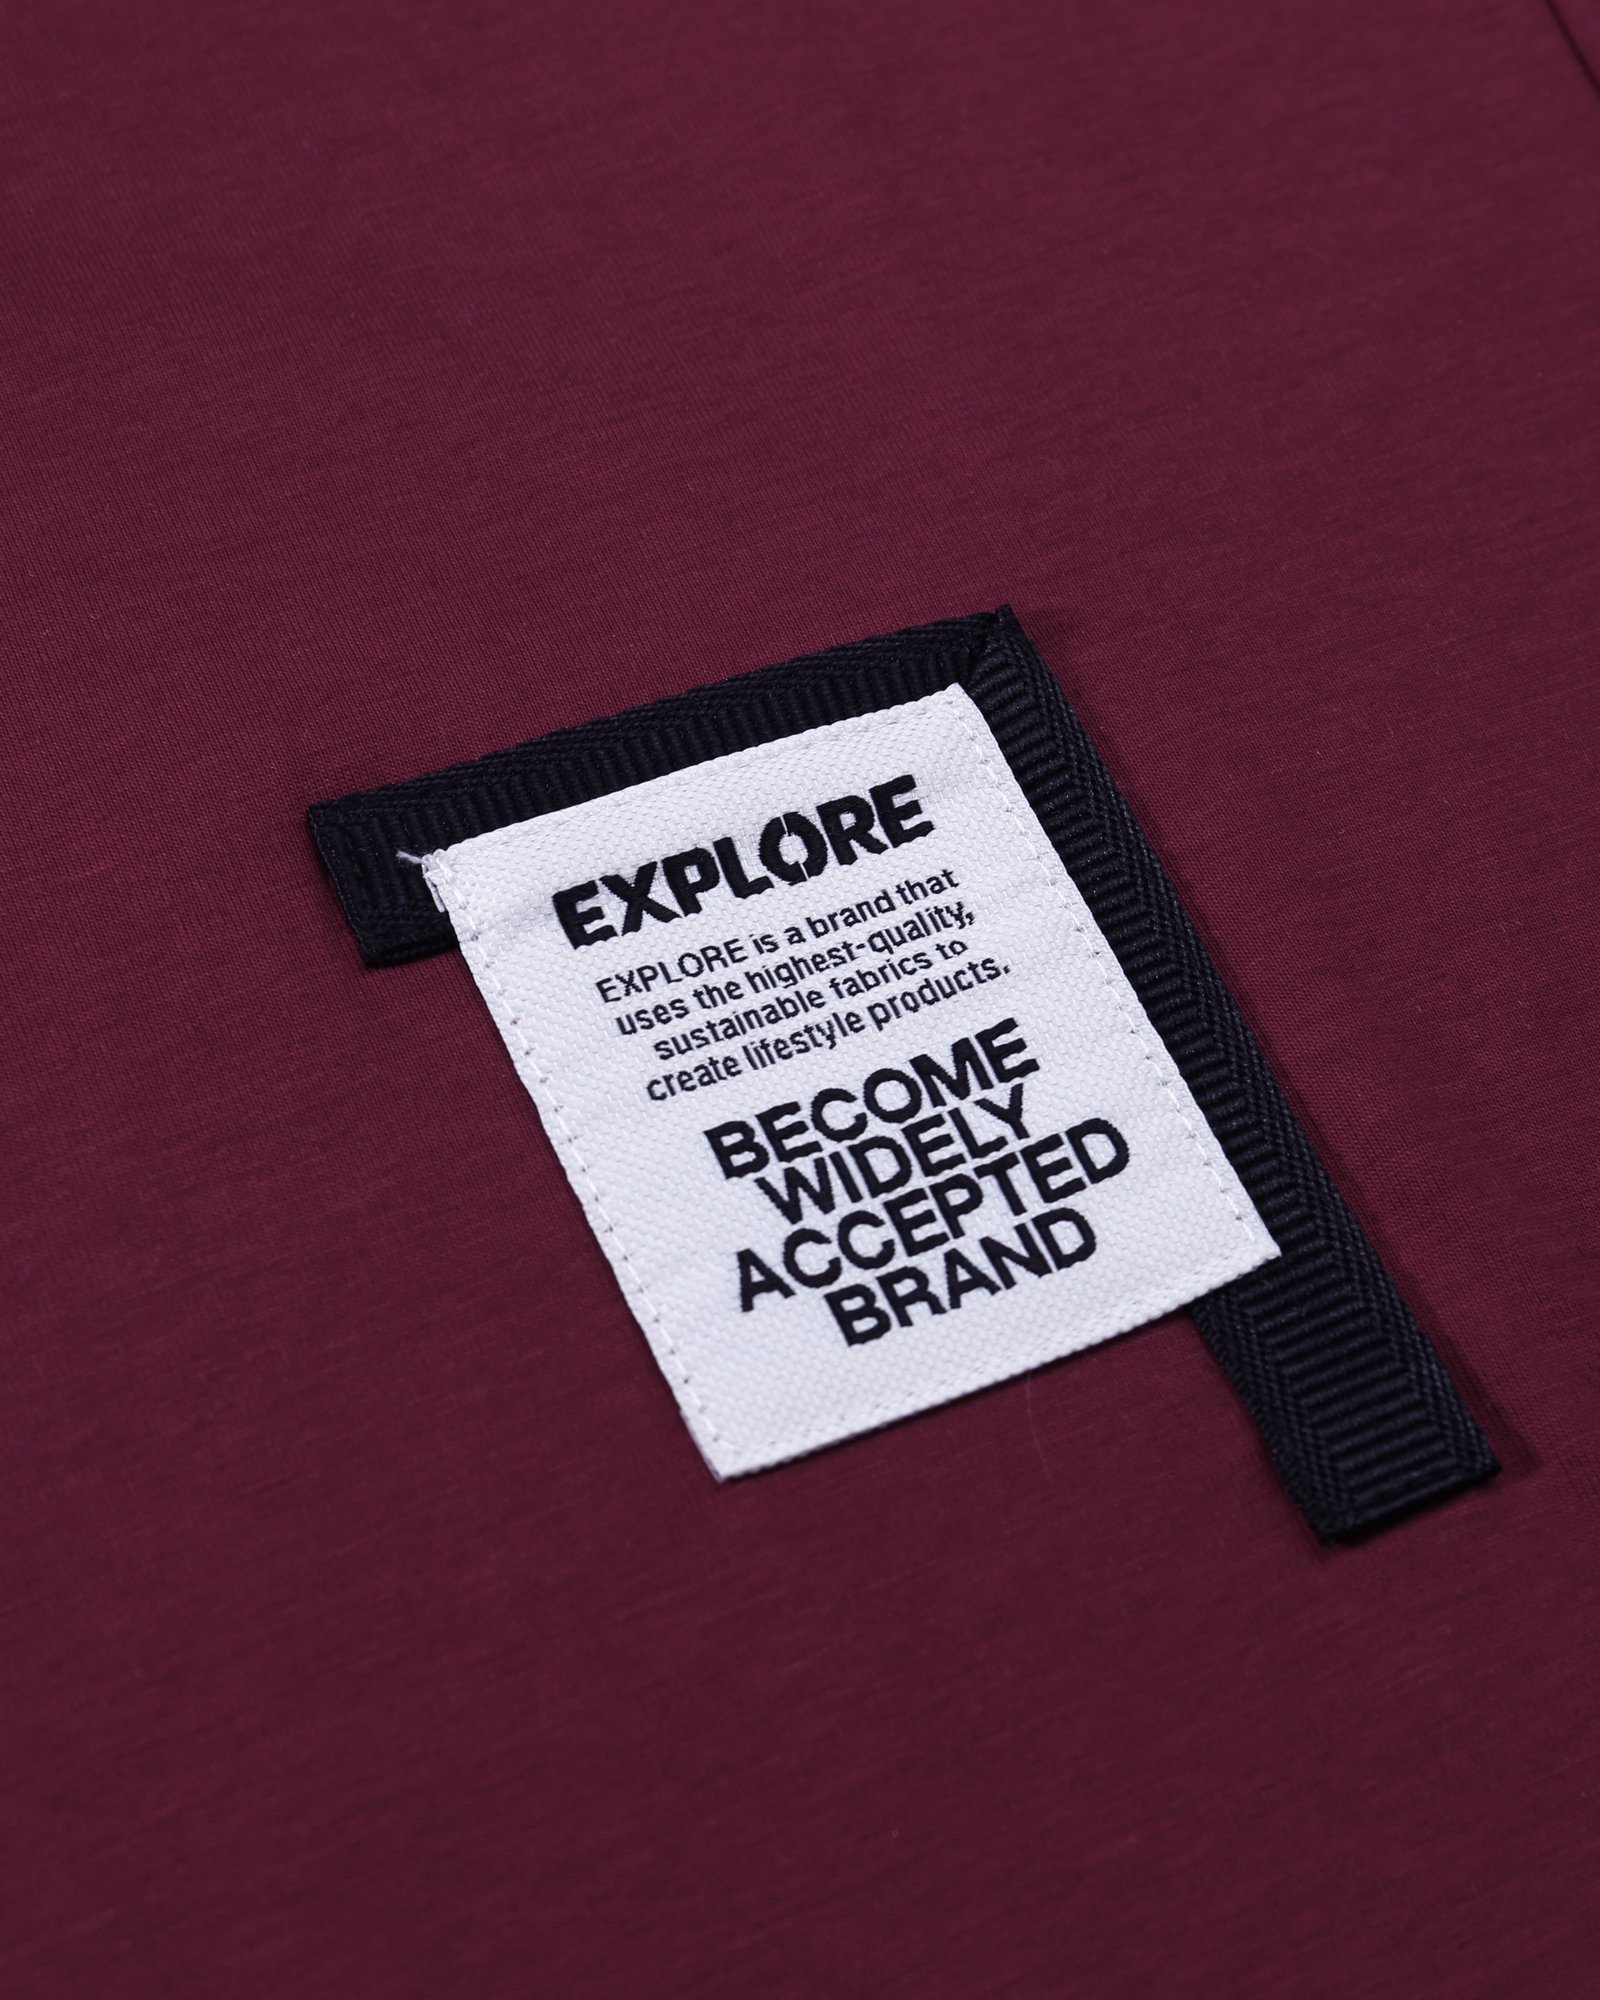 EXPLORE
EXPLORE is a brand that
uses the highest-quality,
sustainable fabrics to
create lifestyle products.
BECOME
WIDELY
ACCEPTED
BRAND